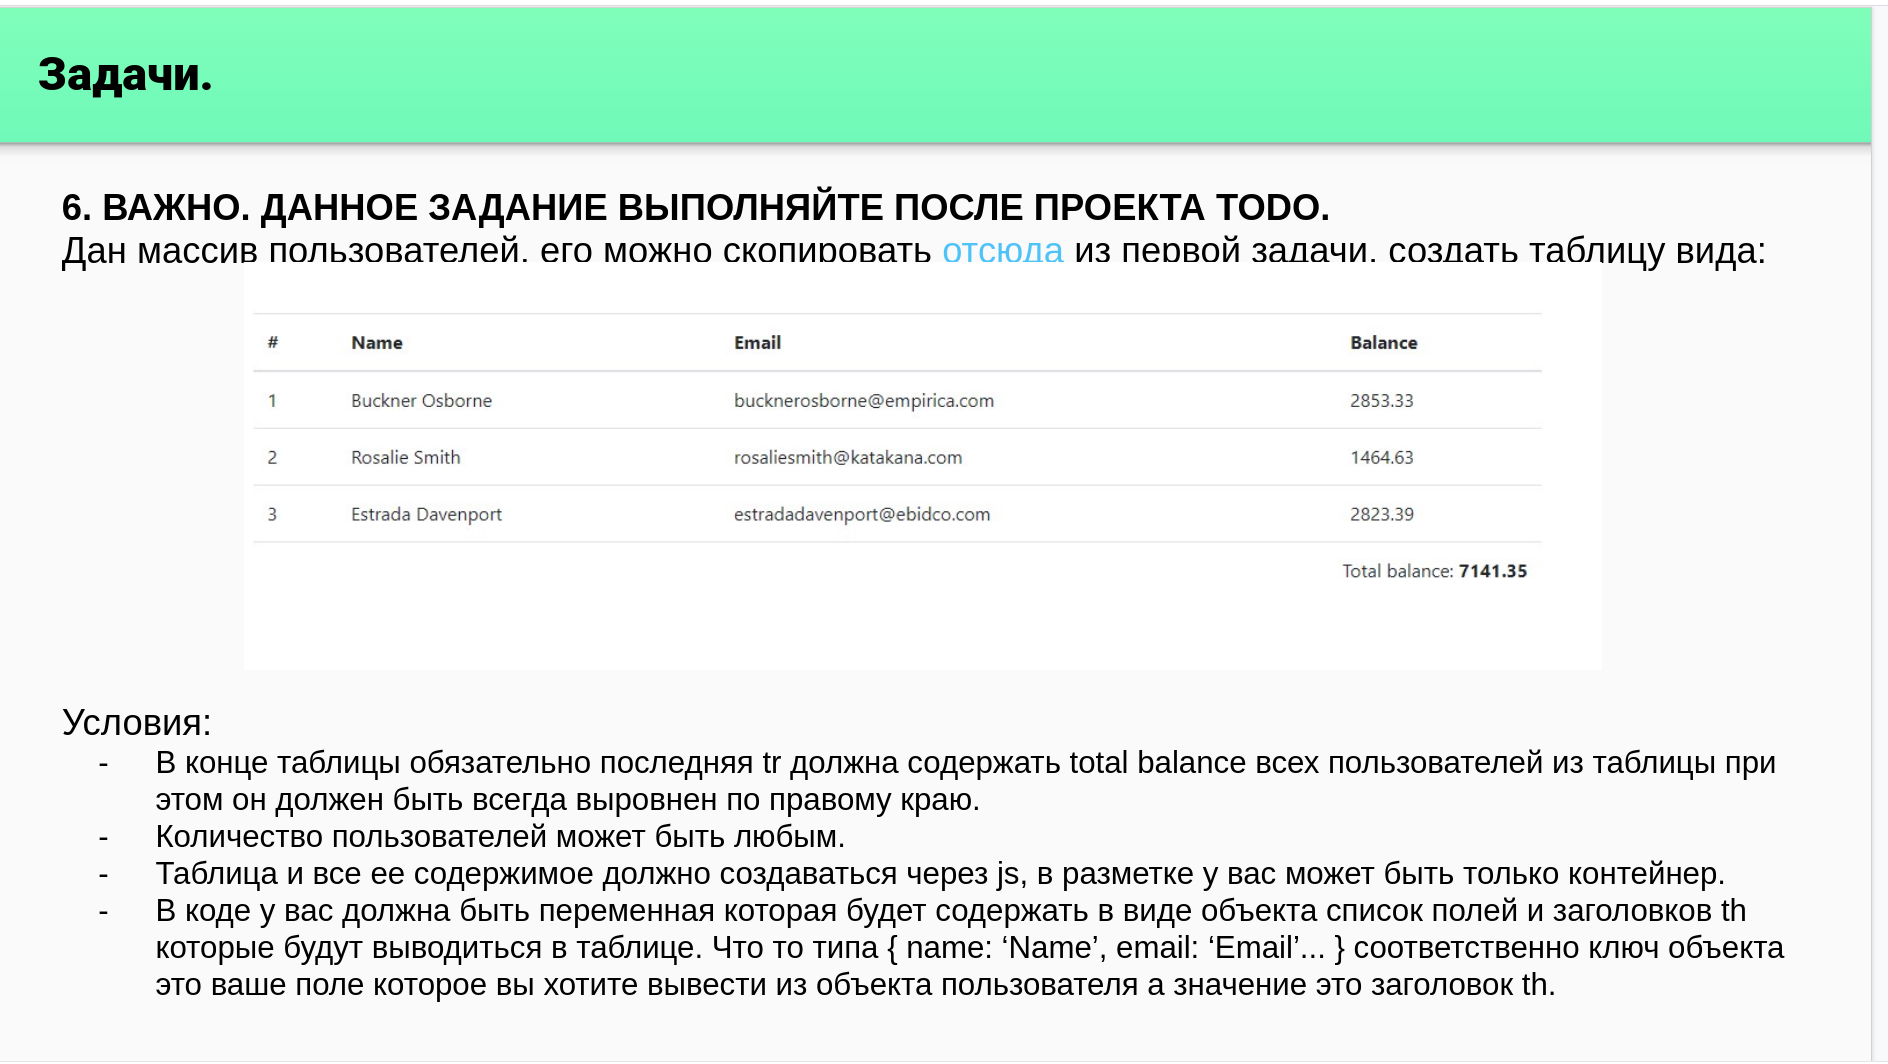 Задачи.
6. ВАЖНО. ДАННОЕ ЗАДАНИЕ ВЫПОЛНЯЙТЕ ПОСЛЕ ПРОЕКТА TODO.
Дан массив пользователей. его можно скопировать отсюда из первой задачи. создать таблицу вида:
# Name Email Balance
1 Buckner Osborne bucknerosborne@empirica.com 2853.33
2 Rosalie Smith rosaliesmith@katakana.com 1464.63
3 Estrada Davenport estradadavenport@ebidco.com 2823.39
Total balance: 7141.35
Условия:
- В конце таблицы обязательно последняя tr должна содержать total balance всех пользователей из таблицы при
этом он должен быть всегда выровнен по правому краю.
- Количество пользователей может быть любым.
- Таблица и все ее содержимое должно создаваться через js, в разметке у вас может быть только контейнер.
- В коде у вас должна быть переменная которая будет содержать в виде объекта список полей и заголовков th
которые будут выводиться в таблице. Что то типа { name: ‘Name’, email: ‘Email’... } соответственно ключ объекта
это ваше поле которое вы хотите вывести из объекта пользователя а значение это заголовок th.